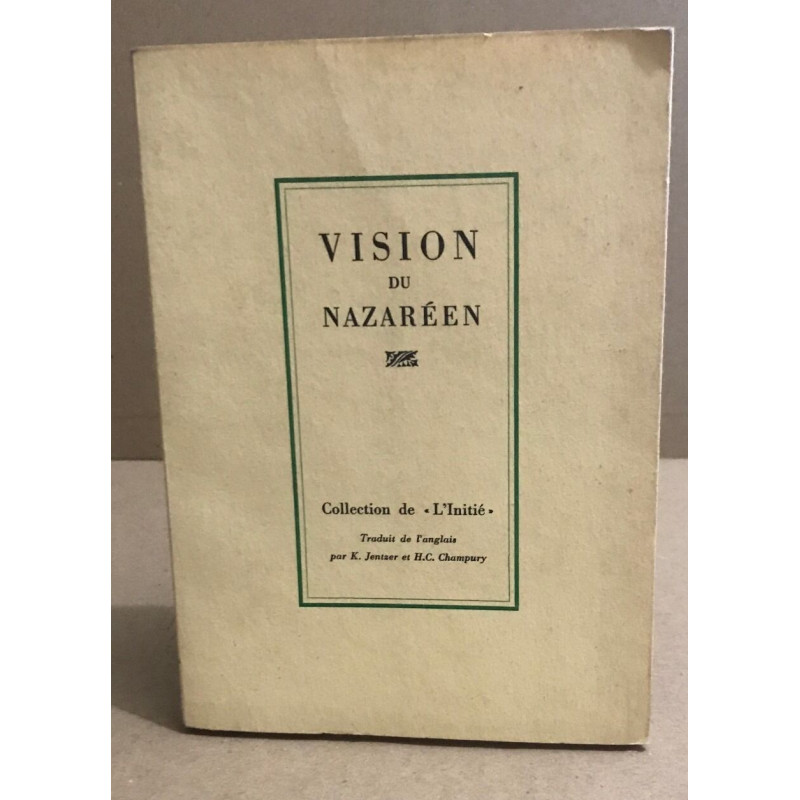 VISION
DU
NAZARÉEN
Collection de « L'Initié »
Traduit de l'anglais
par K. Jentzer et H.C. Champury